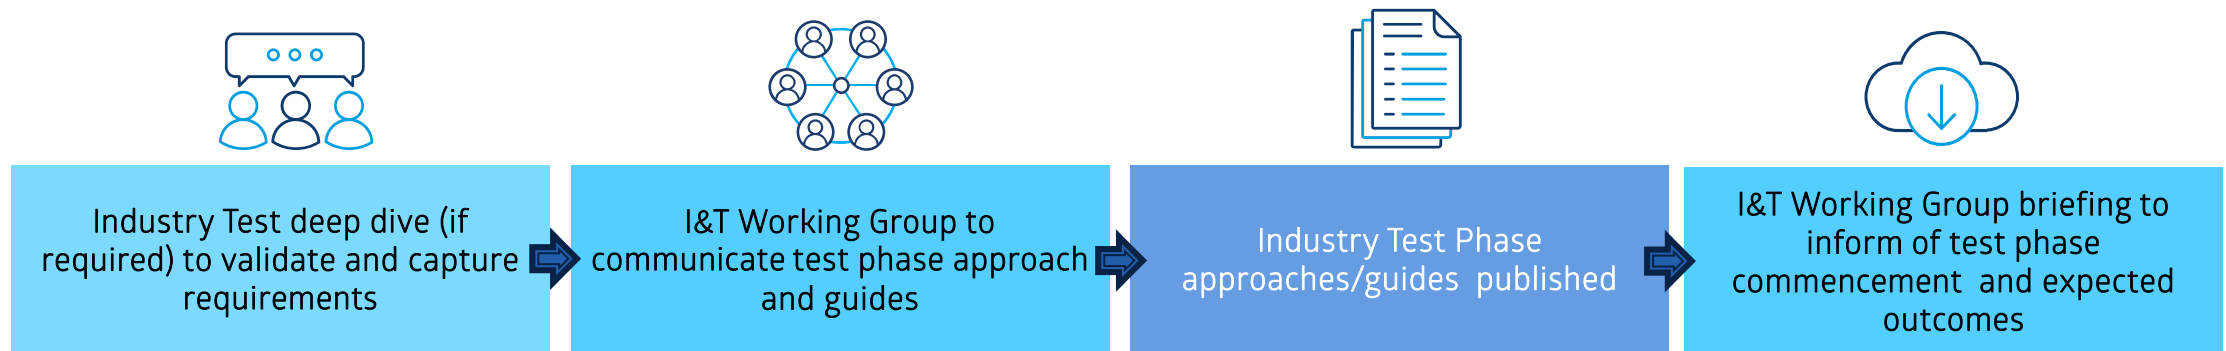 Industry Test deep dive (if
required) to validate and capture
requirements
I&T Working Group to
communicate test phase approach
and guides
Industry Test Phase
approaches/guides  published
I&T Working Group briefing to
inform of test phase
commencement  and expected
outcomes